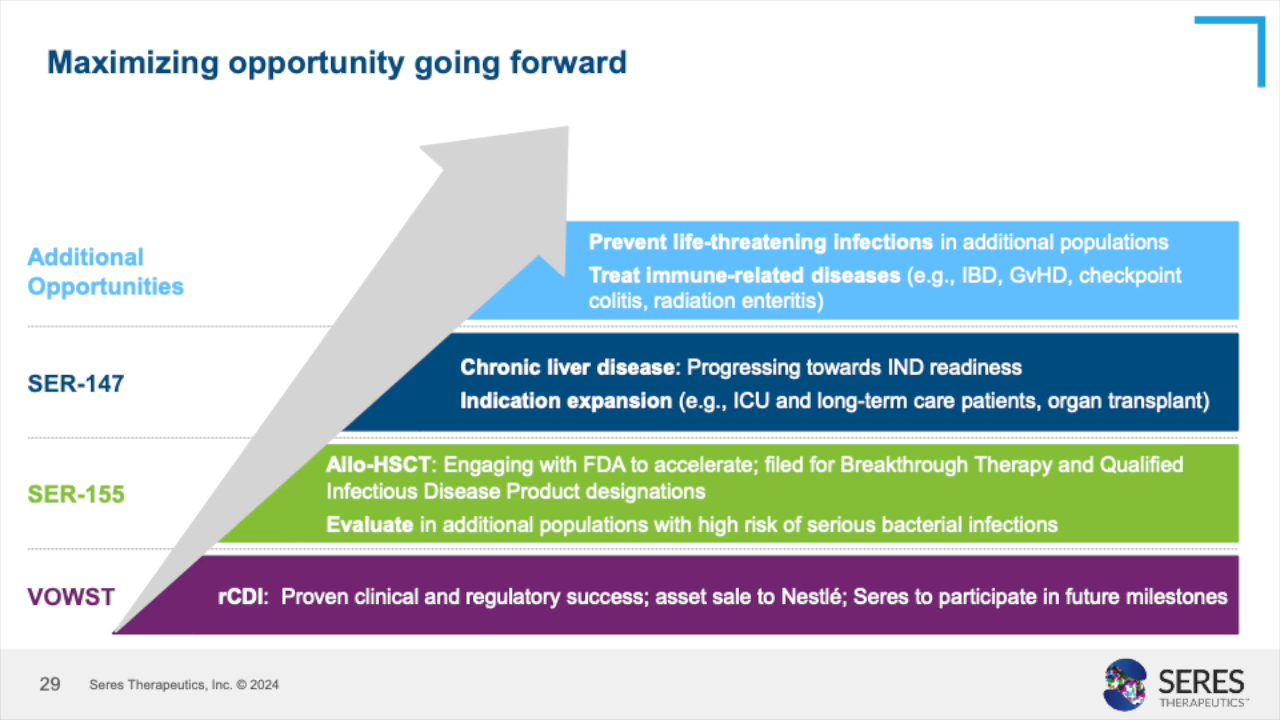 Maximizing opportunity going forward
Additional
Opportunities
Prevent life-threatening infections in additional populations
Treat immune-related diseases (e.g., IBD, GvHD, checkpoint
colitis, radiation enteritis)
SER-147
Chronic liver disease: Progressing towards IND readiness
Indication expansion (e.g., ICU and long-term care patients, organ transplant)
SER-155
Allo-HSCT: Engaging with FDA to accelerate; filed for Breakthrough Therapy and Qualified
Infectious Disease Product designations
Evaluate in additional populations with high risk of serious bacterial infections
VOWST
rCDI: Proven clinical and regulatory success; asset sale to Nestlé; Seres to participate in future milestones
29 Seres Therapeutics, Inc. © 2024
SERES
THERAPEUTICS™